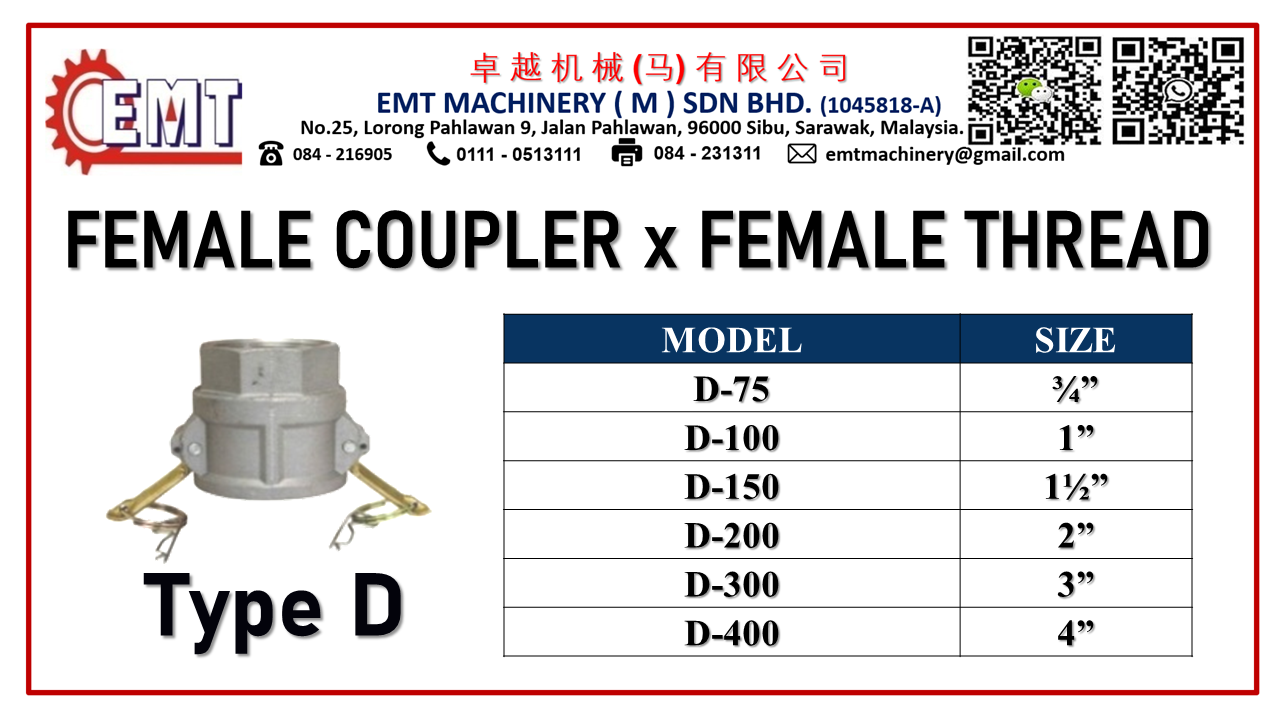 EMT
卓越机械(马)有限公司
EMT MACHINERY ( M ) SDN BHD. (1045818-A)
No.25, Lorong Pahlawan 9, Jalan Pahlawan, 96000 Sibu, Sarawak, Malaysia.
084 - 216905 0111 - 0513111 084 - 231311 emtmachinery@gmail.com
FEMALE COUPLER x FEMALE THREAD
MODEL SIZE
D-75 ¾”
D-100 1”
D-150 1½”
D-200 2”
D-300 3”
D-400 4”
Type D